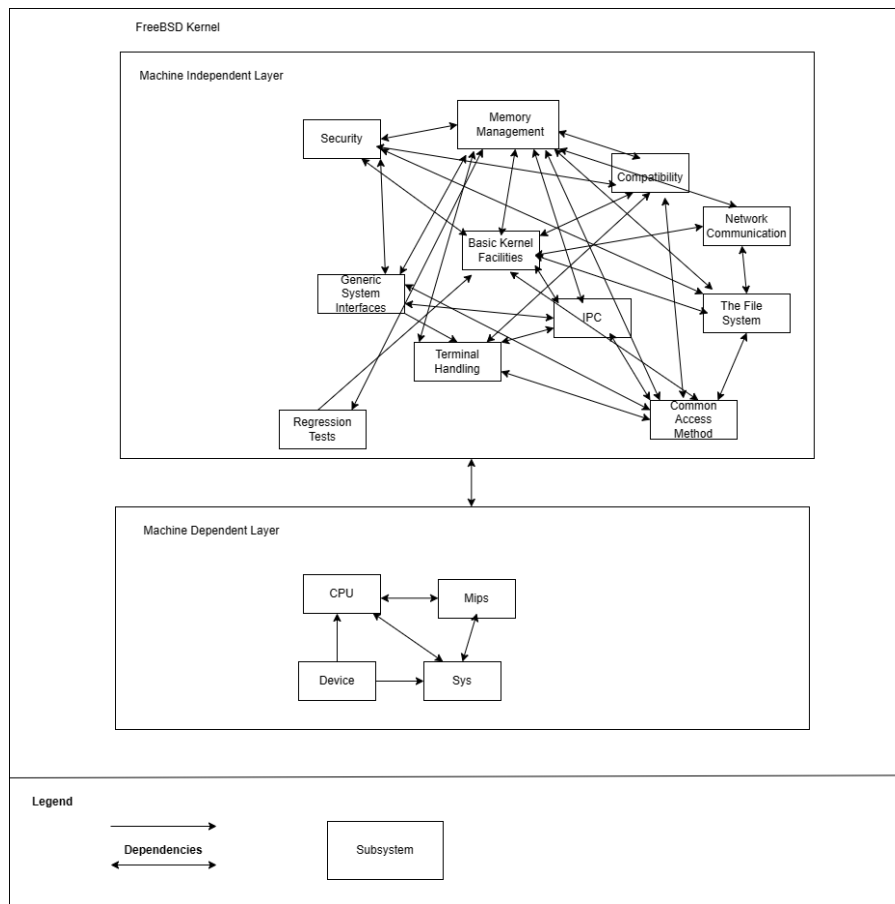 FreeBSD Kernel
Machine Independent Layer
Memory
Management
Security
Compatibility
Network
Communication
Basic Kernel
Facilities
Generic
System
Interfaces
IPC
The File
System
Terminal
Handling
Regression
Tests
Common
Access
Method
Machine Dependent Layer
CPU
Mips
Device
Sys
Legend
Dependencies
Subsystem